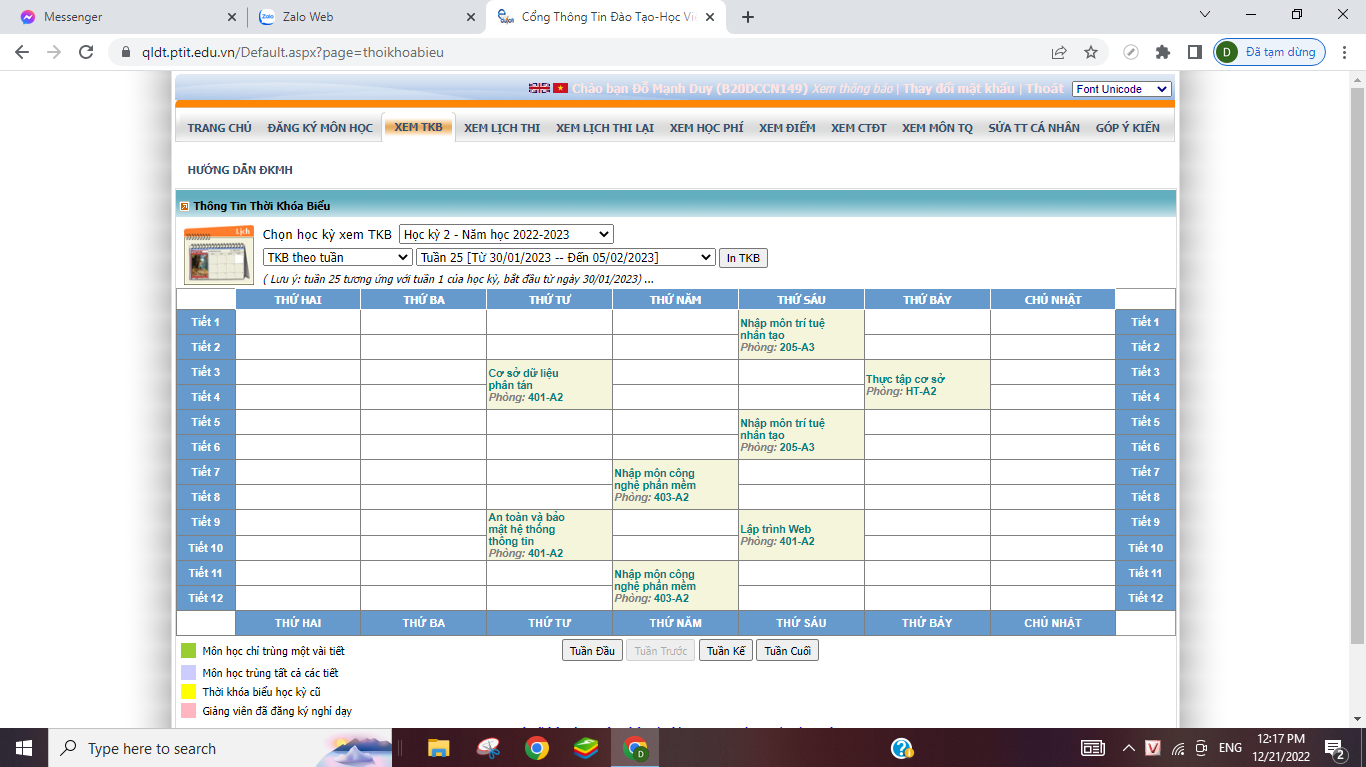 Messenger
Zalo Web
Cổng Thông Tin Đào Tạo-Học Vi
qldt.ptit.edu.vn/Default.aspx?page=thoikhoabieu
D Đã tạm dừng
Chào bạn Đỗ Mạnh Duy (B20DCCN149) Xem thông báo | Thay đổi mật khẩu | Thoát Font Unicode
TRANG CHỦ ĐĂNG KÝ MÔN HỌC XEM TKB XEM LỊCH THI XEM LỊCH THI LẠI XEM HỌC PHÍ XEM ĐIỂM XEM CTĐT XEM MÔN TQ SỬA TT CÁ NHÂN GÓP Ý KIẾN
HƯỚNG DẪN ĐKMH
Thông Tin Thời Khóa Biểu
Lịch
Chọn học kỳ xem TKB Học kỳ 2 - Năm học 2022-2023
TKB theo tuần Tuần 25 [Từ 30/01/2023 -- Đến 05/02/2023] In TKB
( Lưu ý: tuần 25 tương ứng với tuần 1 của học kỳ, bắt đầu từ ngày 30/01/2023) ...
THỨ HAI THỨ BA THỨ TƯ THỨ NĂM THỨ SÁU THỨ BẢY CHỦ NHẬT
Tiết 1 Tiết 1
Nhập môn trí tuệ
nhân tạo
Phòng: 205-A3
Tiết 2 Tiết 2
Tiết 3 Tiết 3
Cơ sở dữ liệu
phân tán
Phòng: 401-A2
Thực tập cơ sở
Phòng: HT-A2
Tiết 4 Tiết 4
Tiết 5 Tiết 5
Nhập môn trí tuệ
nhân tạo
Phòng: 205-A3
Tiết 6 Tiết 6
Tiết 7 Tiết 7
Nhập môn công
nghệ phần mềm
Phòng: 403-A2
Tiết 8 Tiết 8
Tiết 9 Tiết 9
An toàn và bảo
mật hệ thống
thông tin
Phòng: 401-A2
Lập trình Web
Phòng: 401-A2
Tiết 10 Tiết 10
Tiết 11 Tiết 11
Nhập môn công
nghệ phần mềm
Phòng: 403-A2
Tiết 12 Tiết 12
THỨ HAI THỨ BA THỨ TƯ THỨ NĂM THỨ SÁU THỨ BẢY CHỦ NHẬT
Môn học chỉ trùng một vài tiết
Tuần Đầu Tuần Trước Tuần Kế Tuần Cuối
Môn học trùng tất cả các tiết
Thời khóa biểu học kỳ cũ
Giảng viên đã đăng ký nghỉ dạy
Type here to search
ENG
12:17 PM
12/21/2022
2